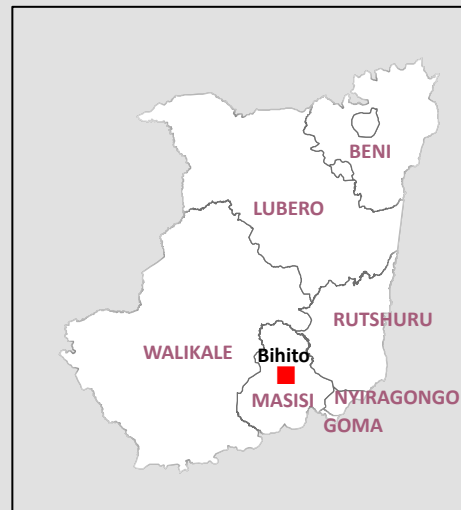 BENI
LUBERO
RUTSHURU
WALIKALE
Bihito
MASISI
NYIRAGONGO
GOMA